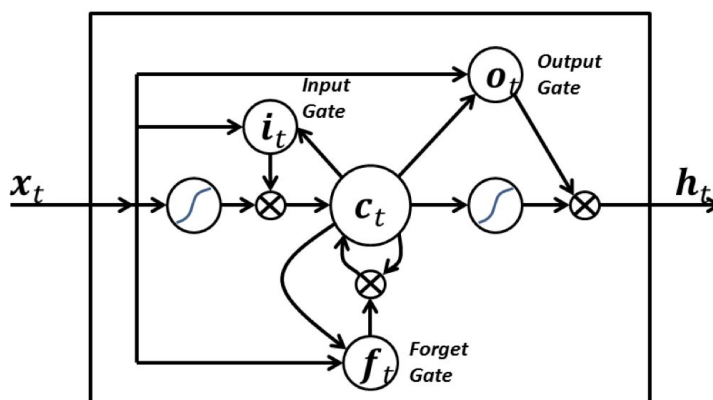 Input
Gate
Output
Gate
o_t
i_t
x_t
c_t
h_t
f_t
Forget
Gate